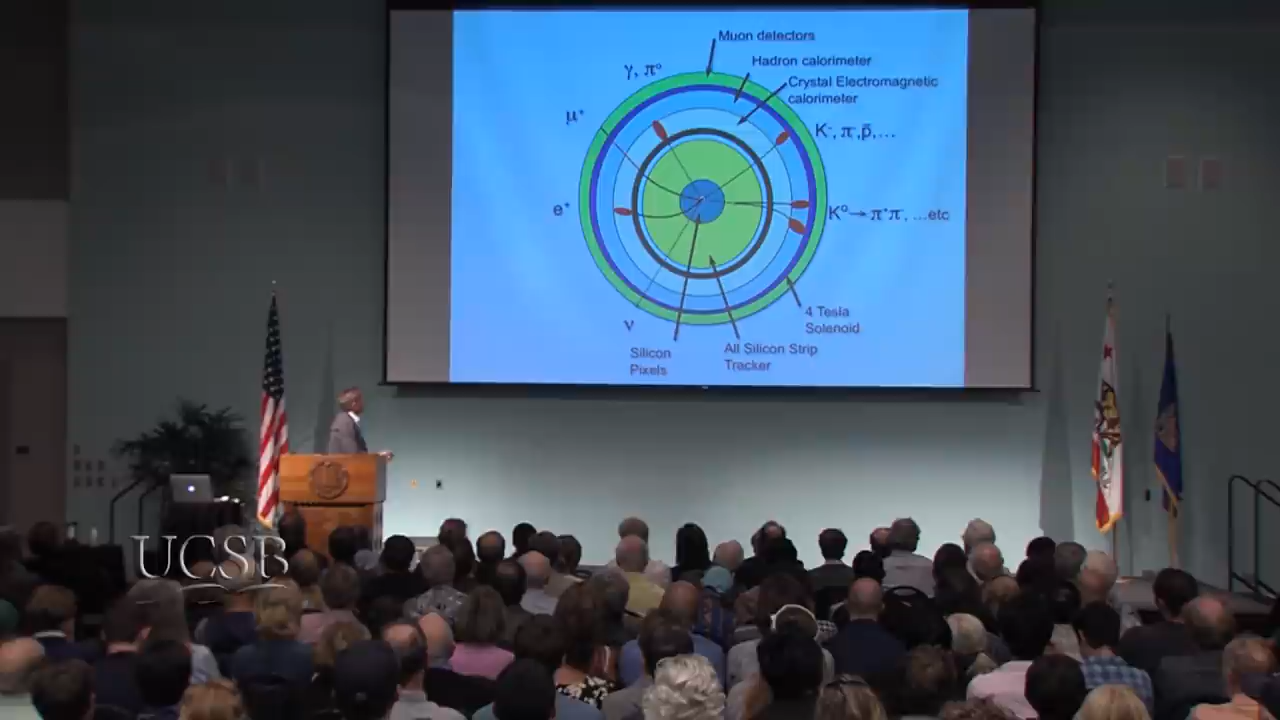 Muon detectors
Hadron calorimeter
γ, π⁰
Crystal Electromagnetic
calorimeter
μ⁺
K⁻, π⁻, p̄, ...
e⁺
K⁰→ π⁺π⁻, ...etc
4 Tesla
Solenoid
ν
Silicon
Pixels
All Silicon Strip
Tracker
UCSB